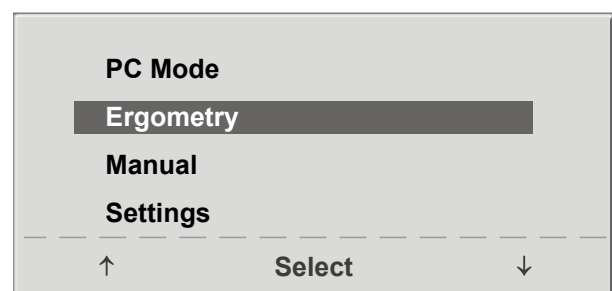 PC Mode
Ergometry
Manual
Settings
↑ Select ↓